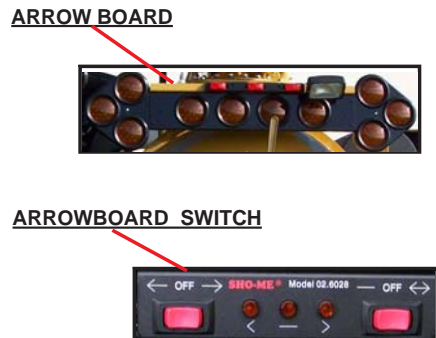 ARROW BOARD
ARROWBOARD SWITCH
← OFF → SHO-ME® Model 02.6028 — OFF ↔
< — >